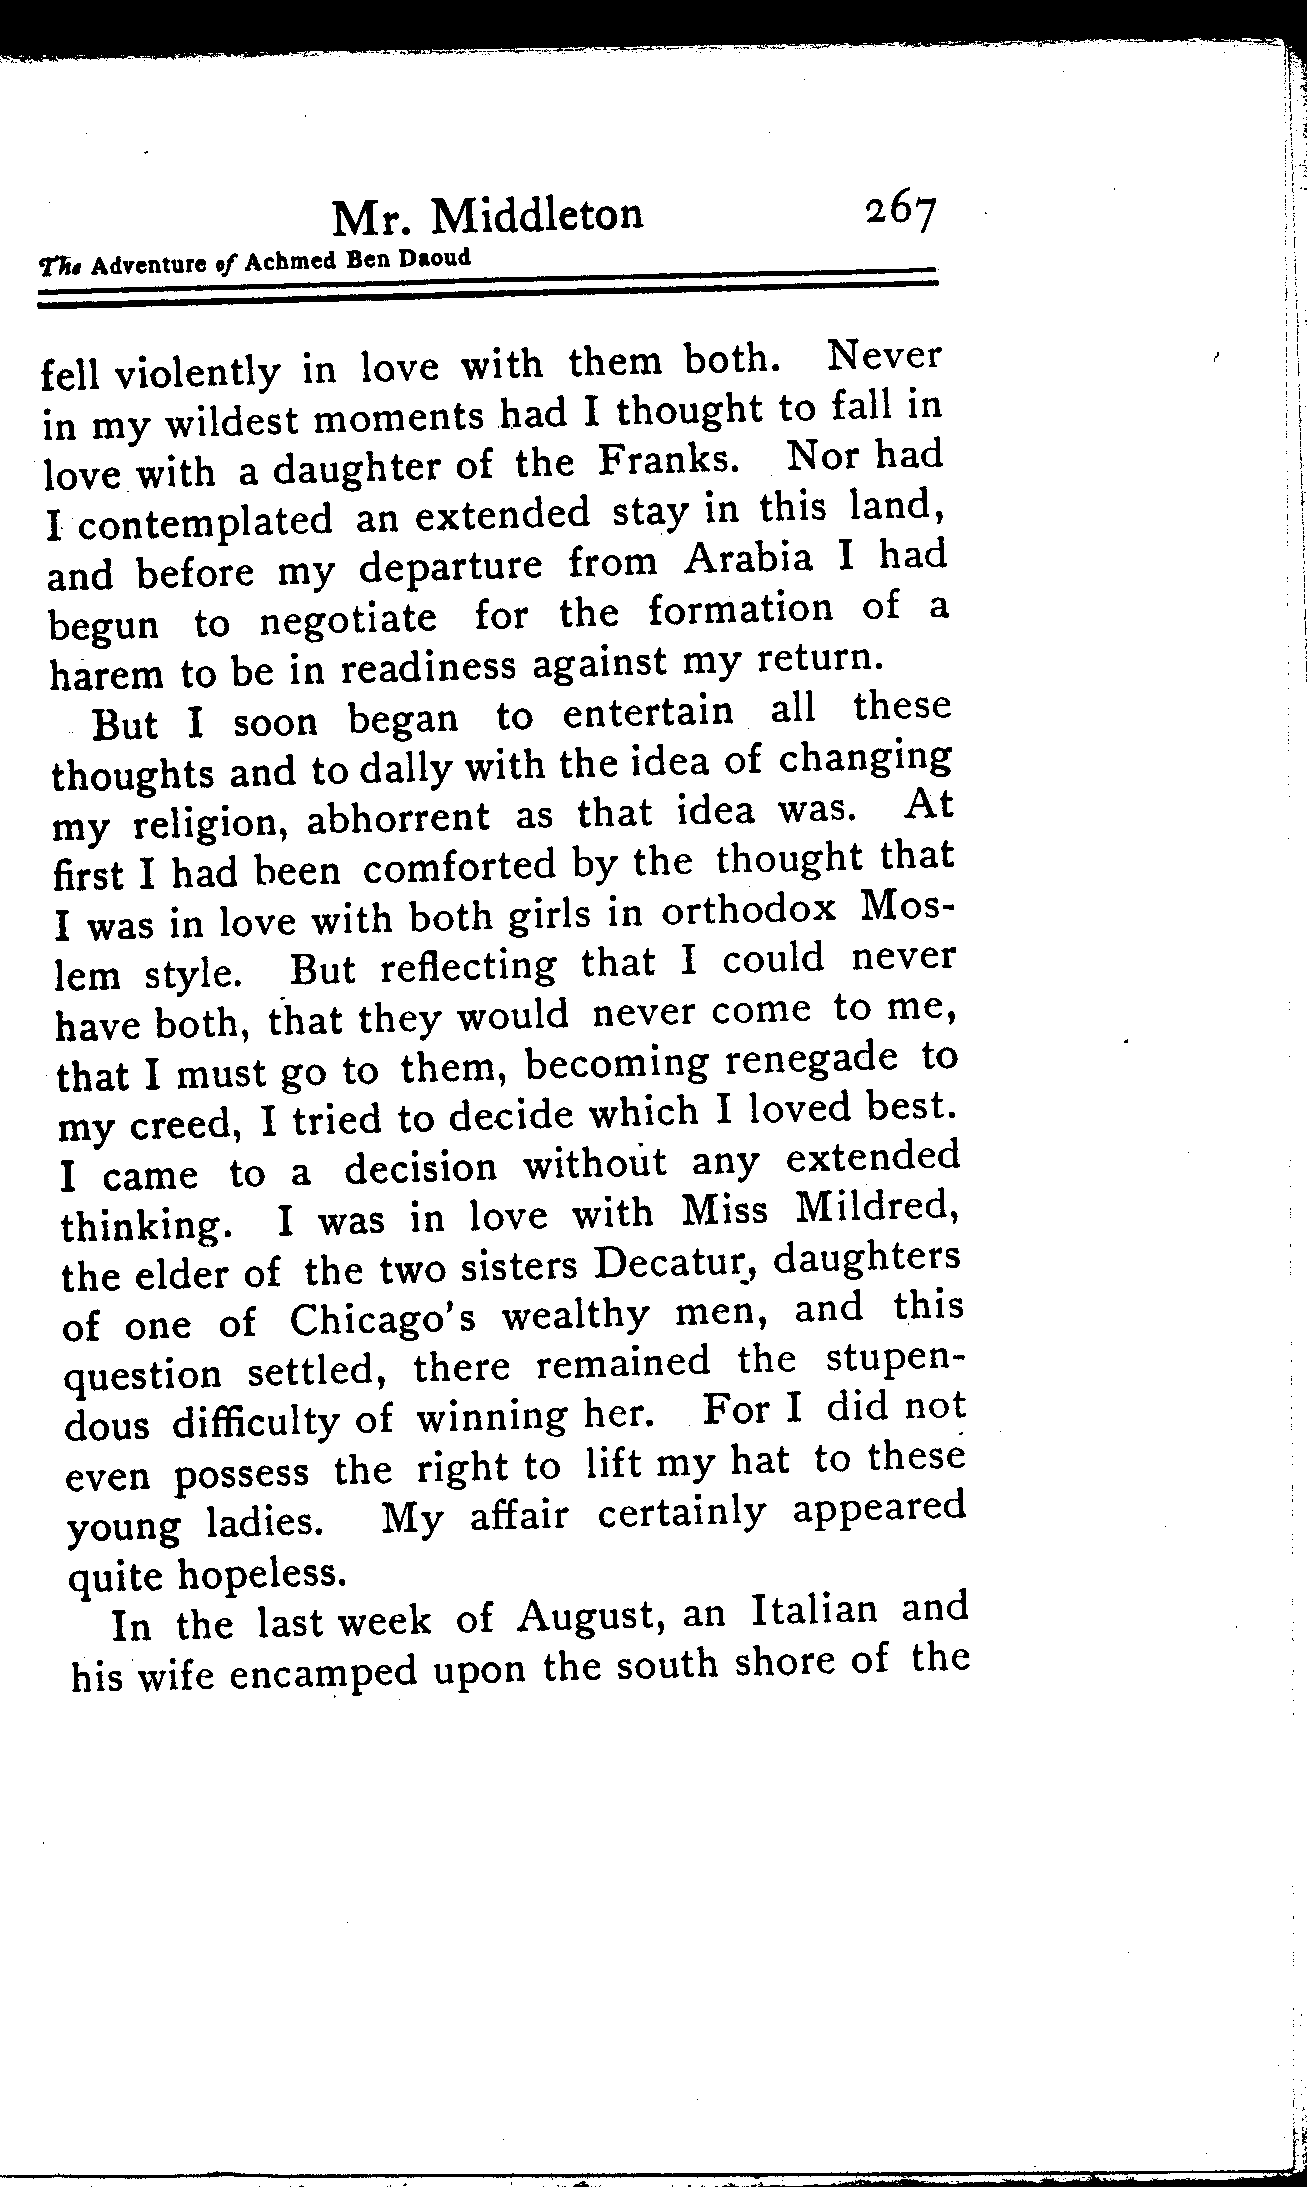 Mr. Middleton 267
The Adventure of Achmed Ben Daoud
fell violently in love with them both. Never
in my wildest moments had I thought to fall in
love with a daughter of the Franks. Nor had
I contemplated an extended stay in this land,
and before my departure from Arabia I had
begun to negotiate for the formation of a
harem to be in readiness against my return.
But I soon began to entertain all these
thoughts and to dally with the idea of changing
my religion, abhorrent as that idea was. At
first I had been comforted by the thought that
I was in love with both girls in orthodox Mos-
lem style. But reflecting that I could never
have both, that they would never come to me,
that I must go to them, becoming renegade to
my creed, I tried to decide which I loved best.
I came to a decision without any extended
thinking. I was in love with Miss Mildred,
the elder of the two sisters Decatur, daughters
of one of Chicago's wealthy men, and this
question settled, there remained the stupen-
dous difficulty of winning her. For I did not
even possess the right to lift my hat to these
young ladies. My affair certainly appeared
quite hopeless.
In the last week of August, an Italian and
his wife encamped upon the south shore of the